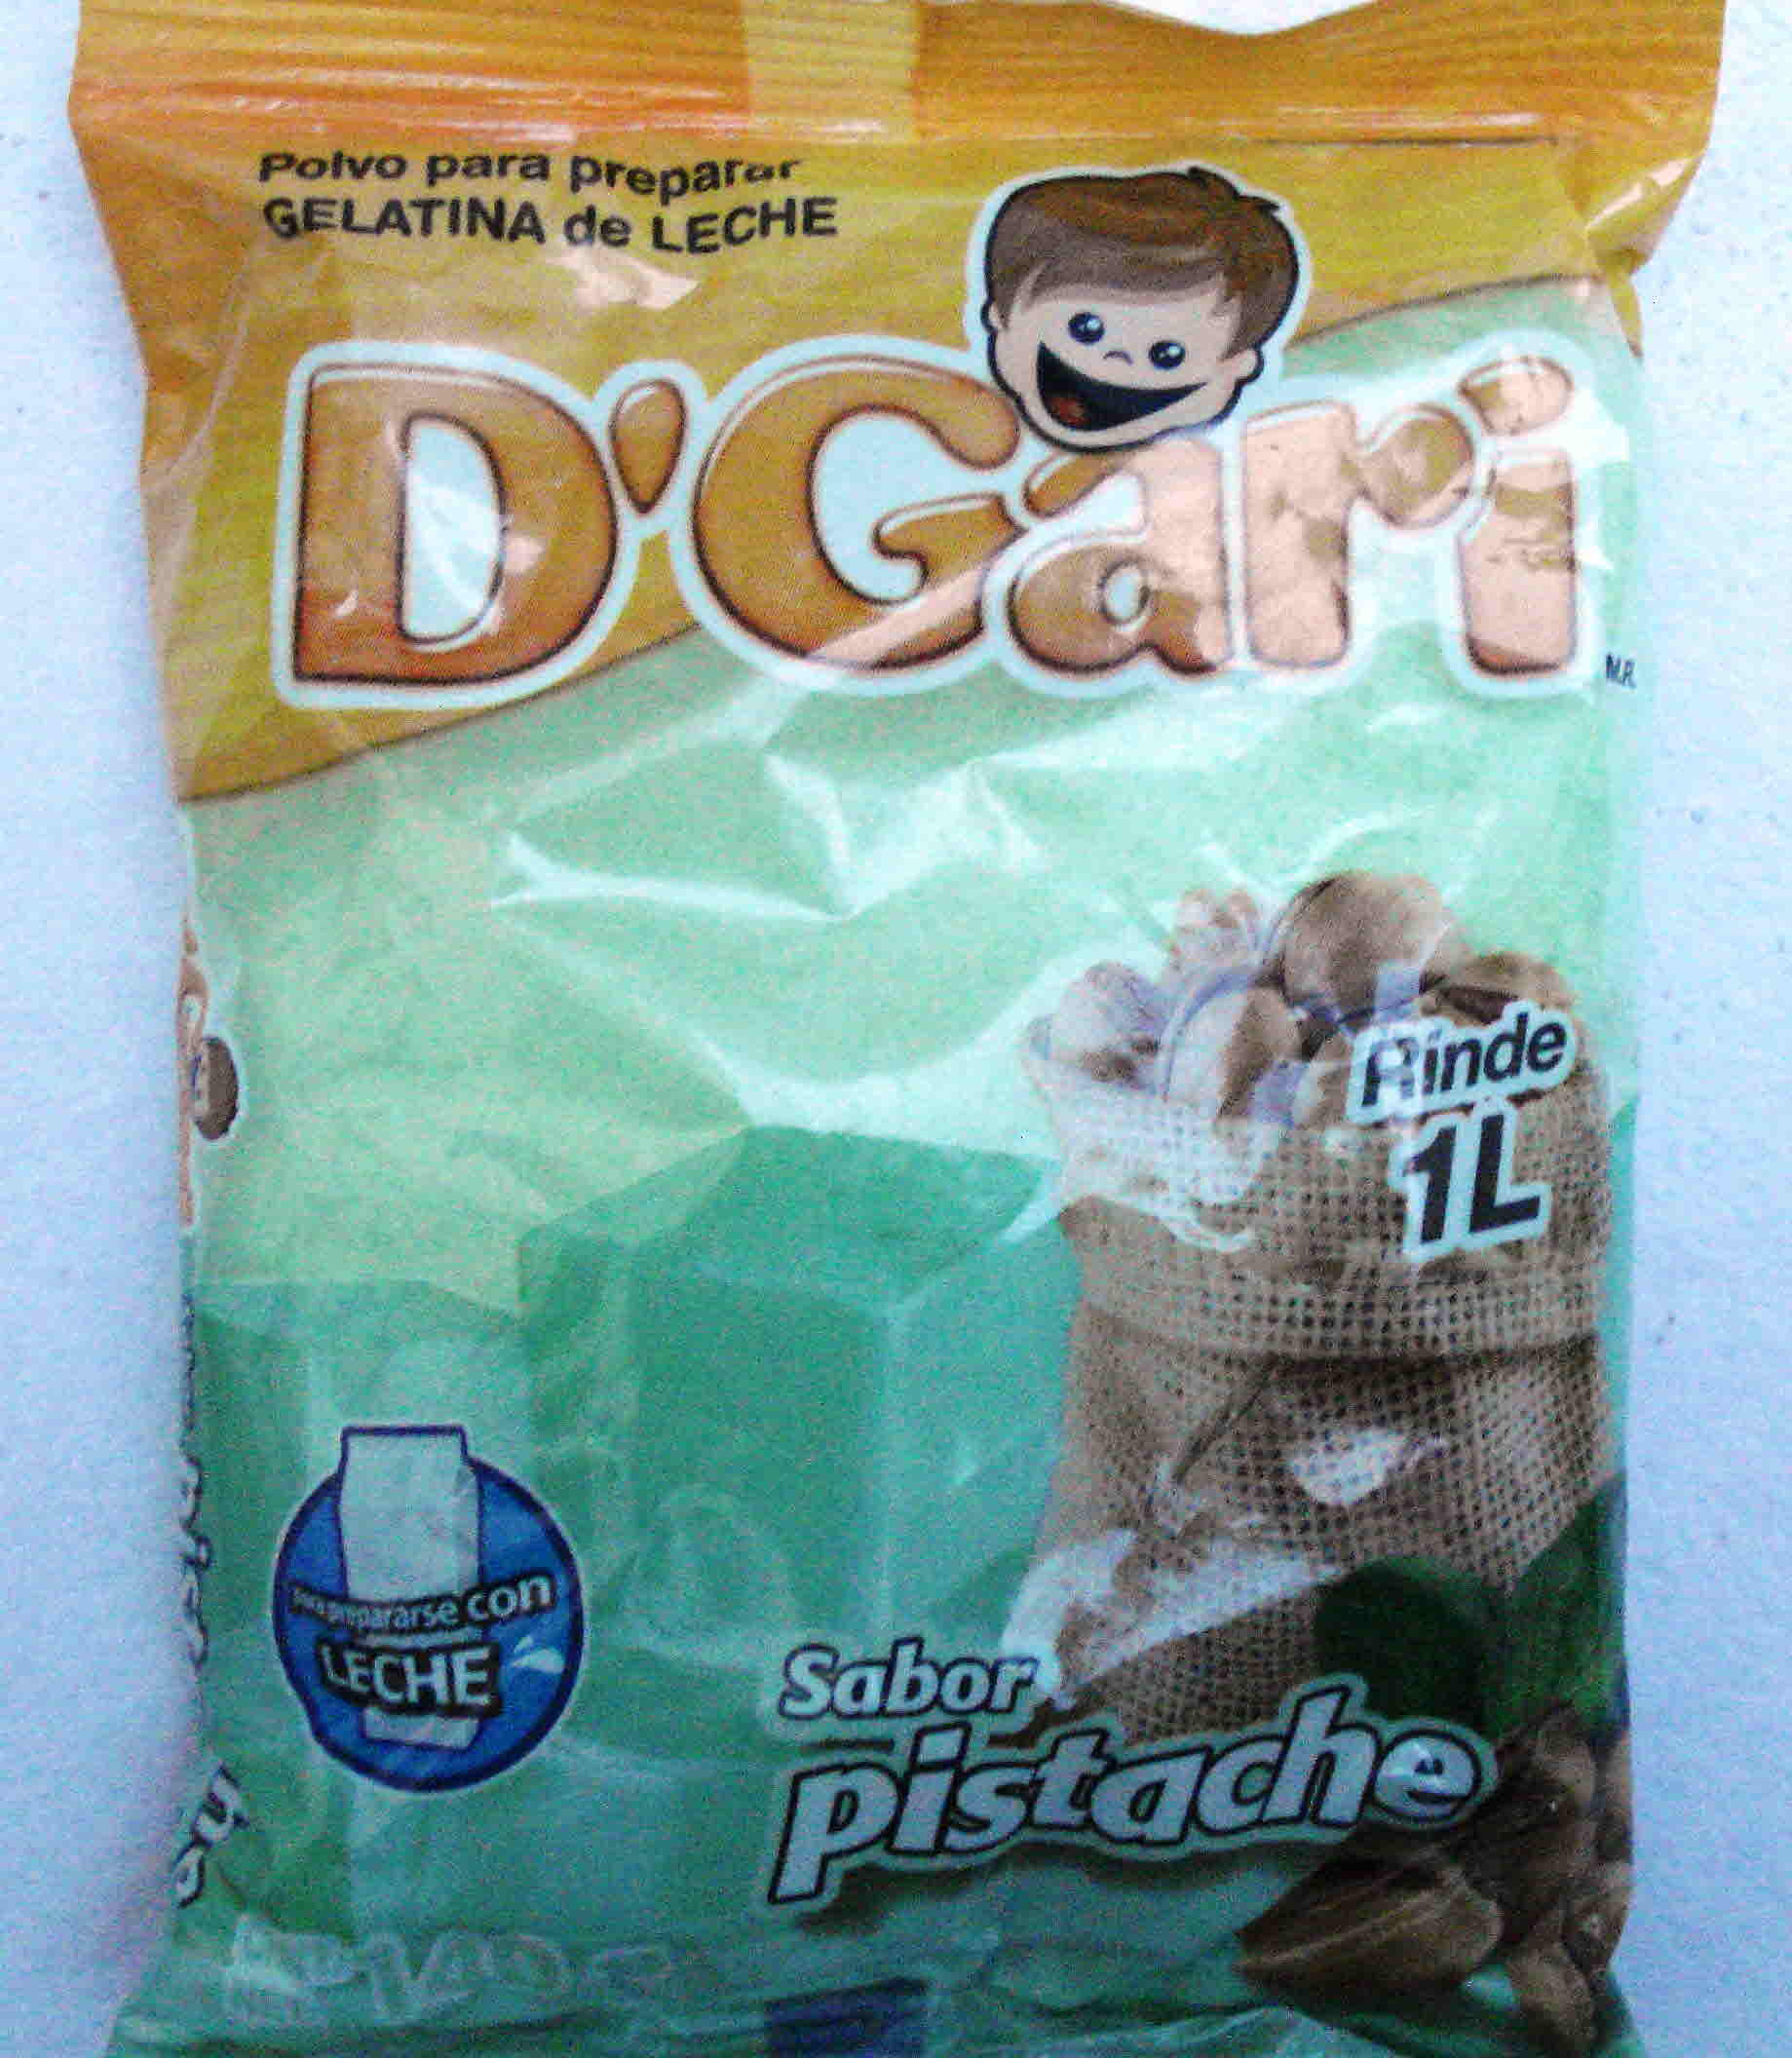 Polvo para preparar
GELATINA de LECHE
D'Gari
M.R.
Rinde
1L
para prepararse con
LECHE
Sabor
pistache